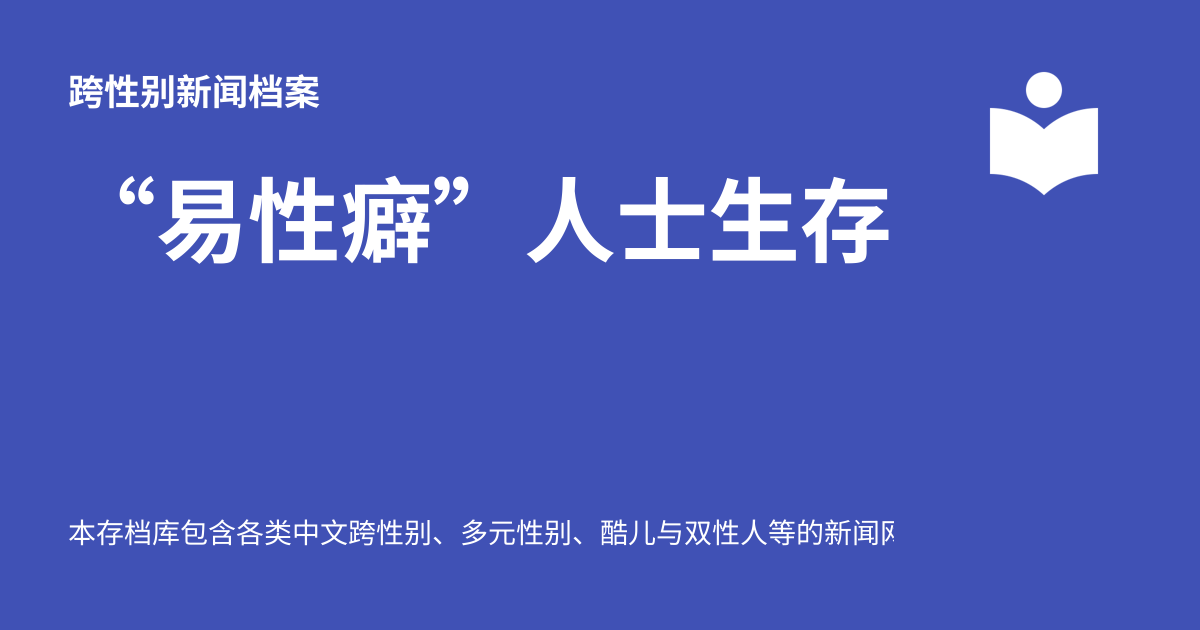 跨性别新闻档案
“易性癖”人士生存
本存档库包含各类中文跨性别、多元性别、酷儿与双性人等的新闻